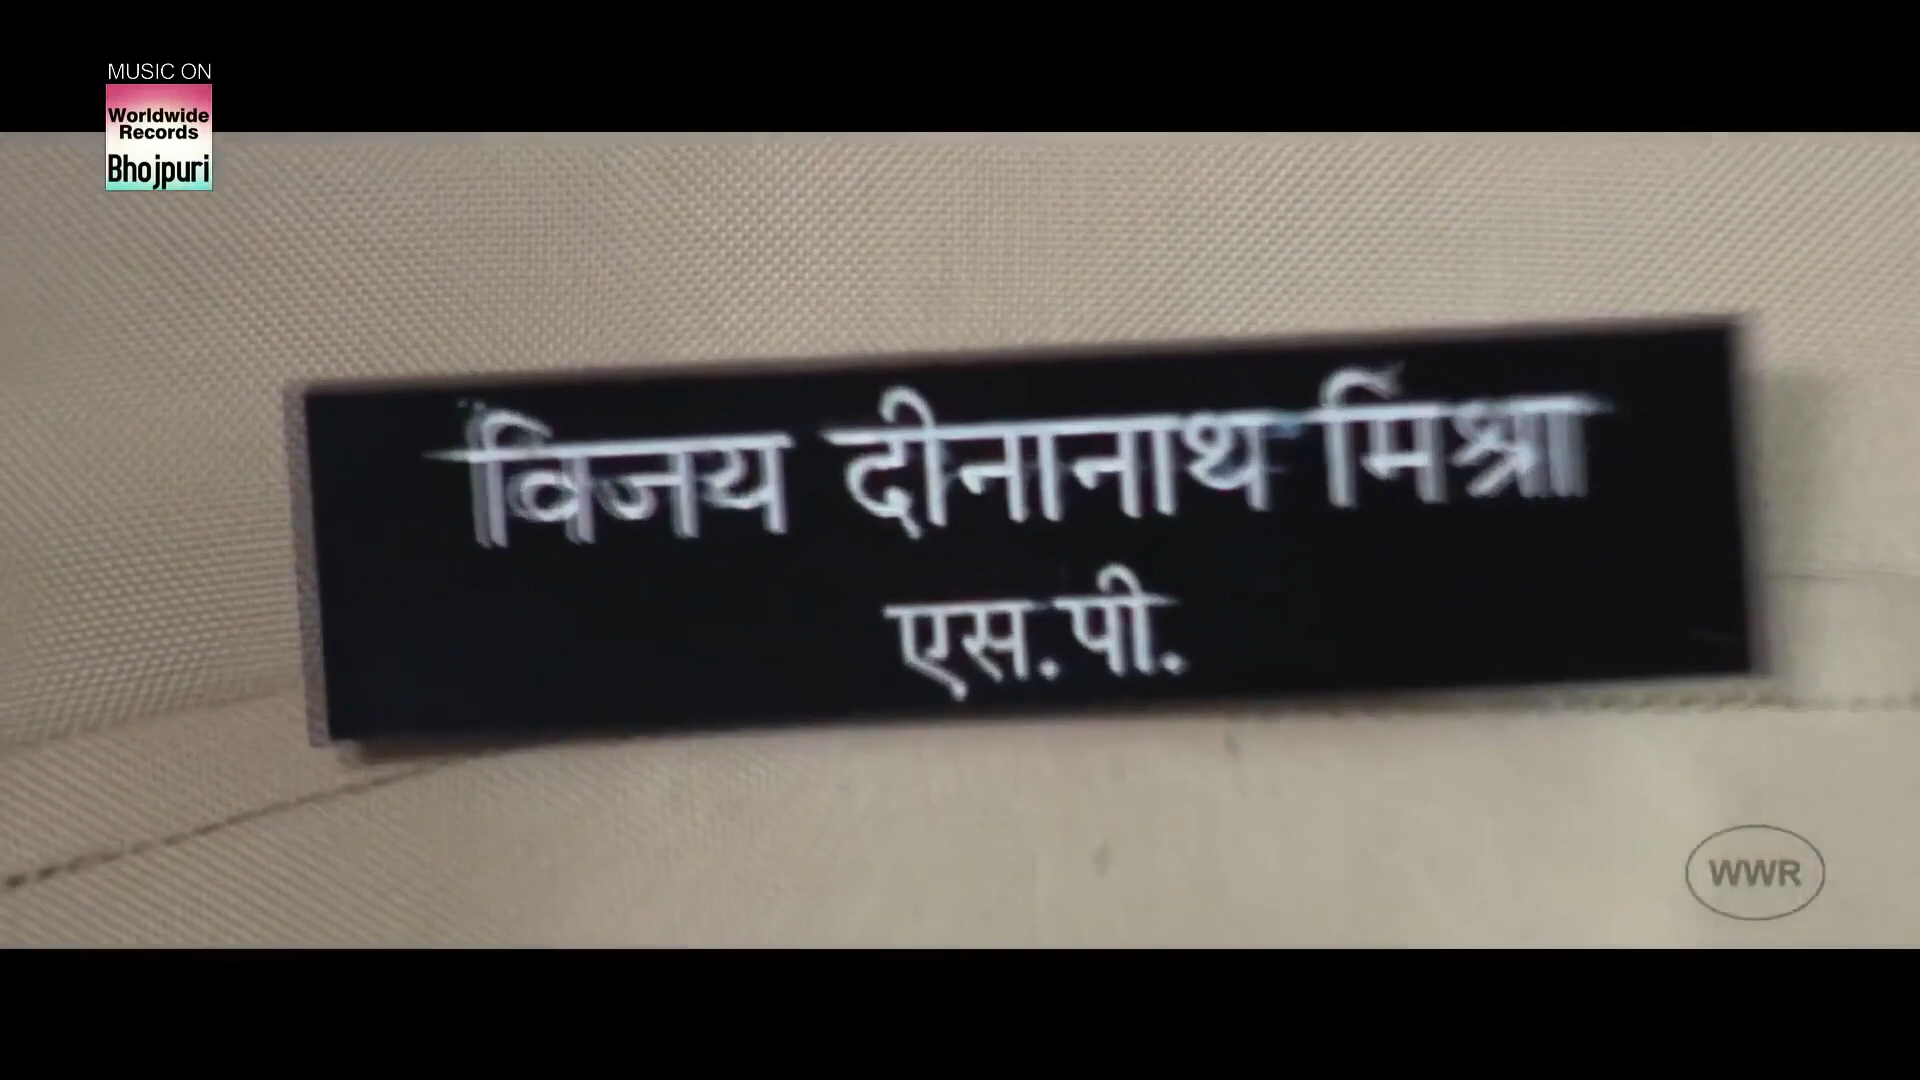 MUSIC ON
Worldwide
Records
Bhojpuri
विजय दीनानाथ मिश्रा
एस.पी.
WWR